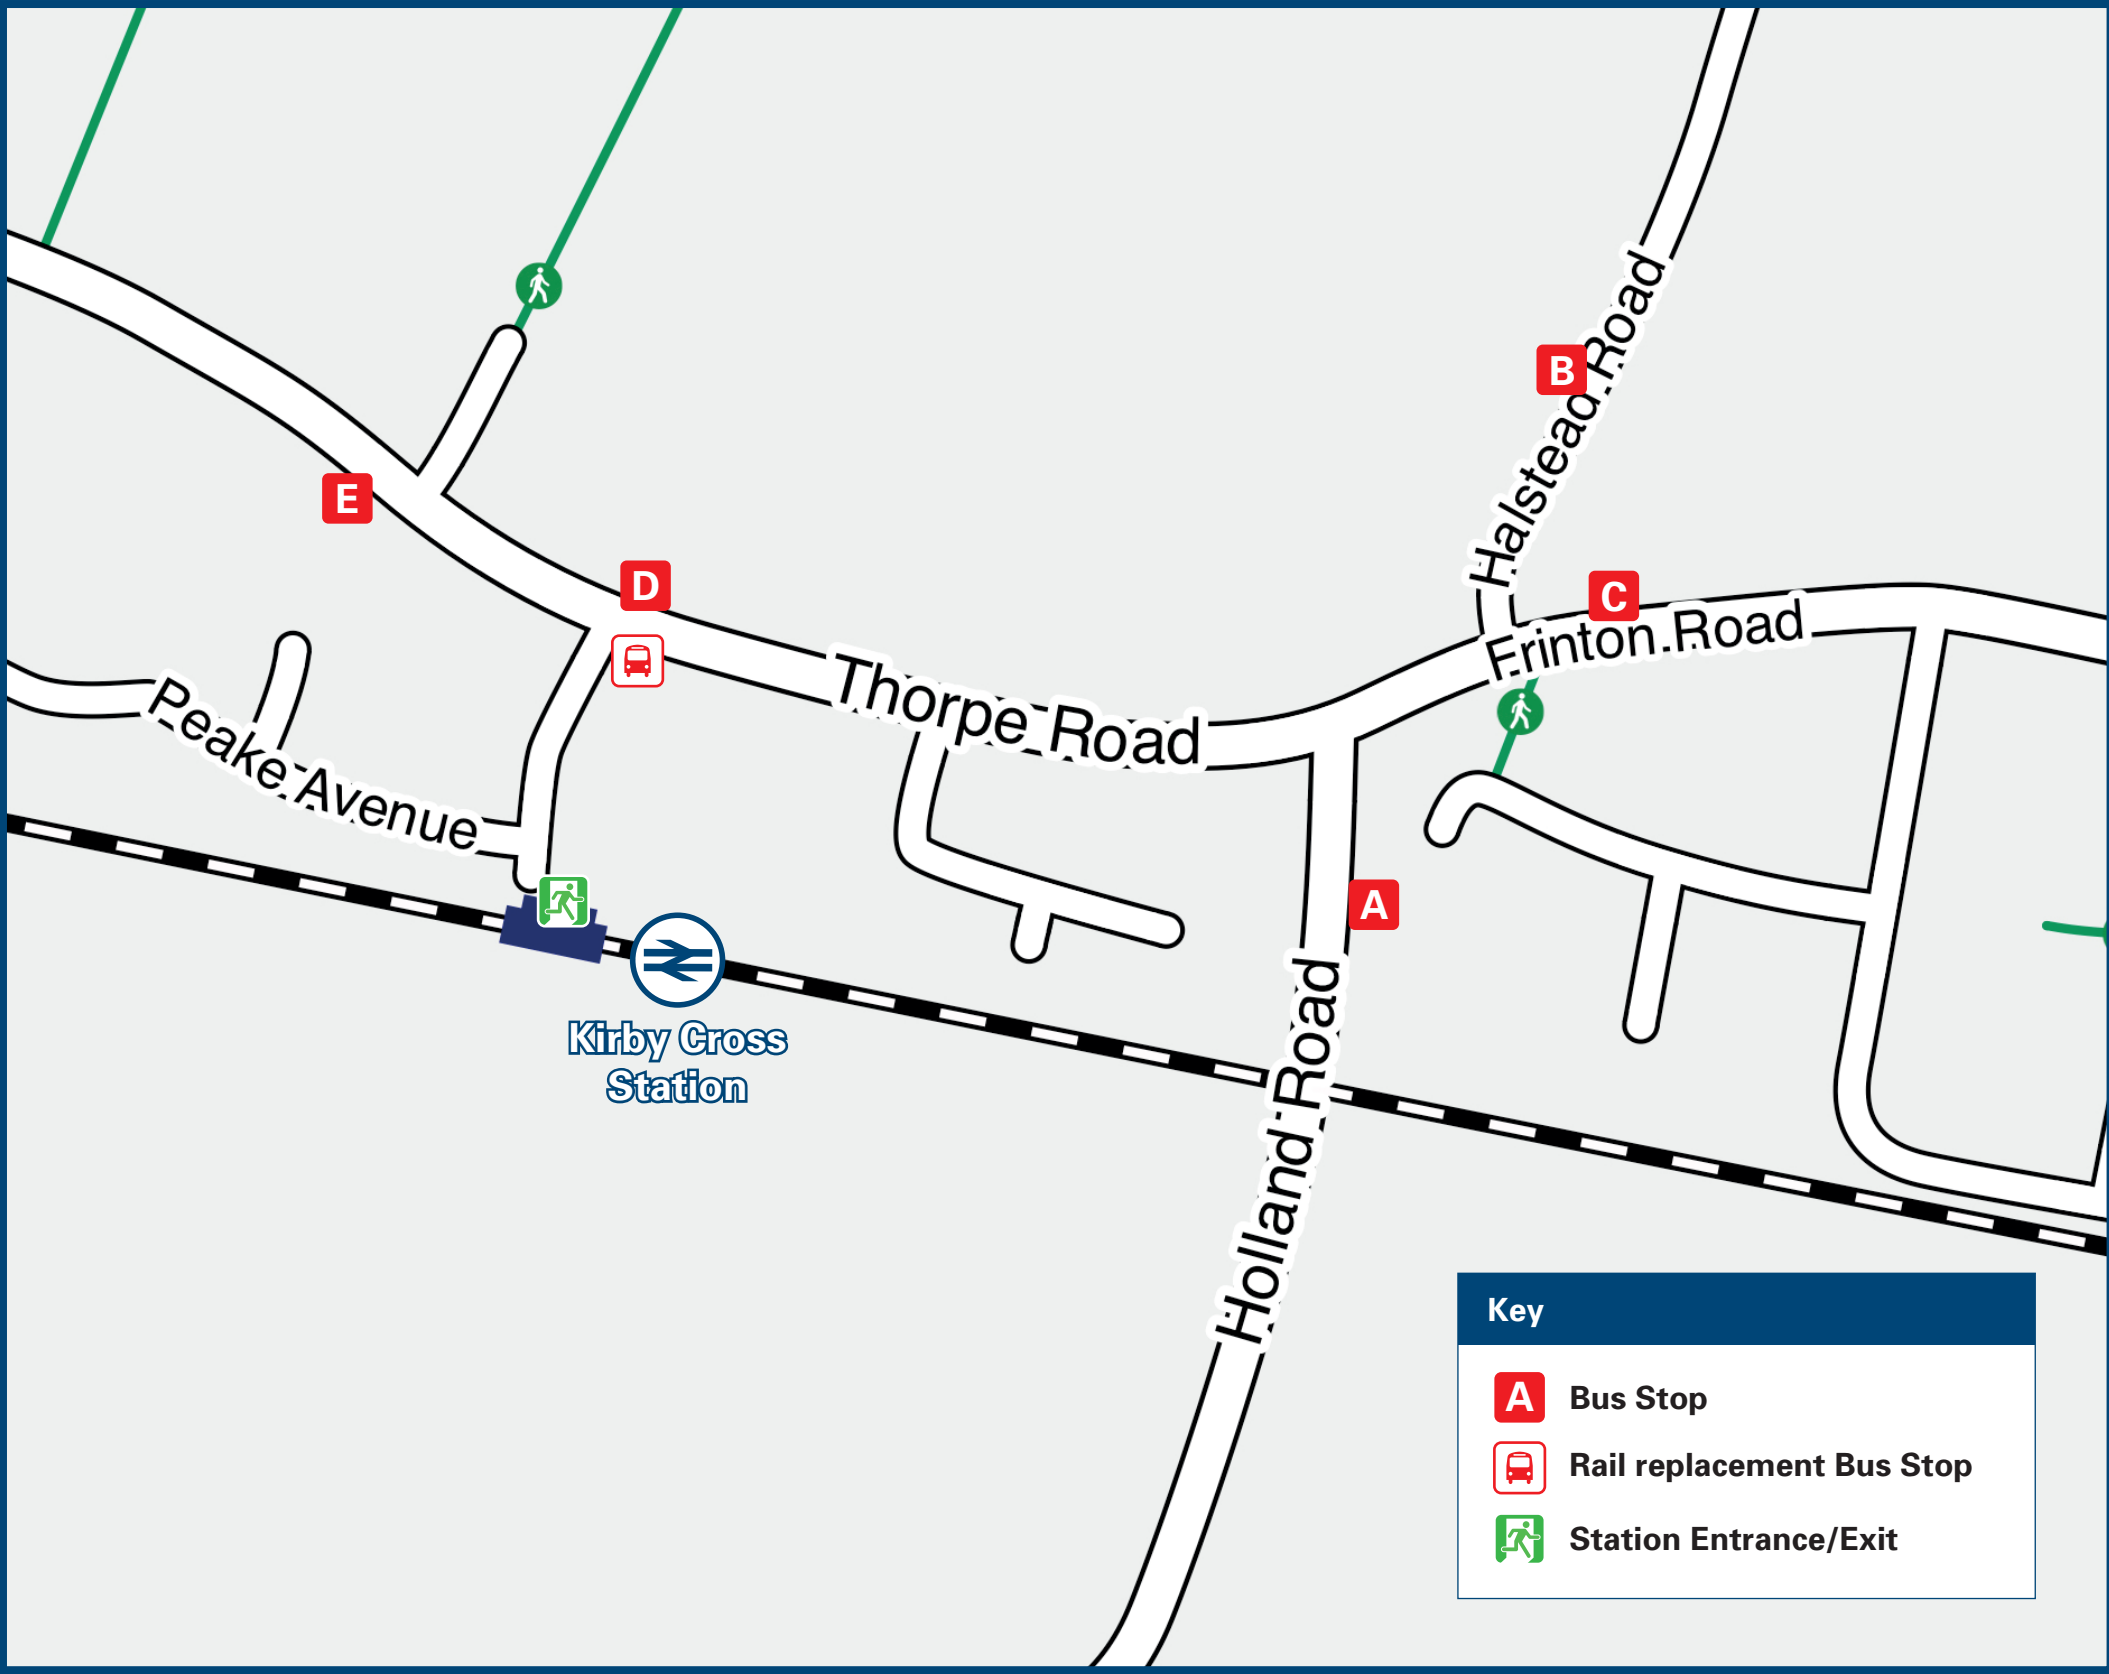 B
Halstead Road
E
D
C
Frinton Road
Thorpe Road
Peake Avenue
A
Kirby Cross
Station
Holland Road
Key
A Bus Stop
Rail replacement Bus Stop
Station Entrance/Exit